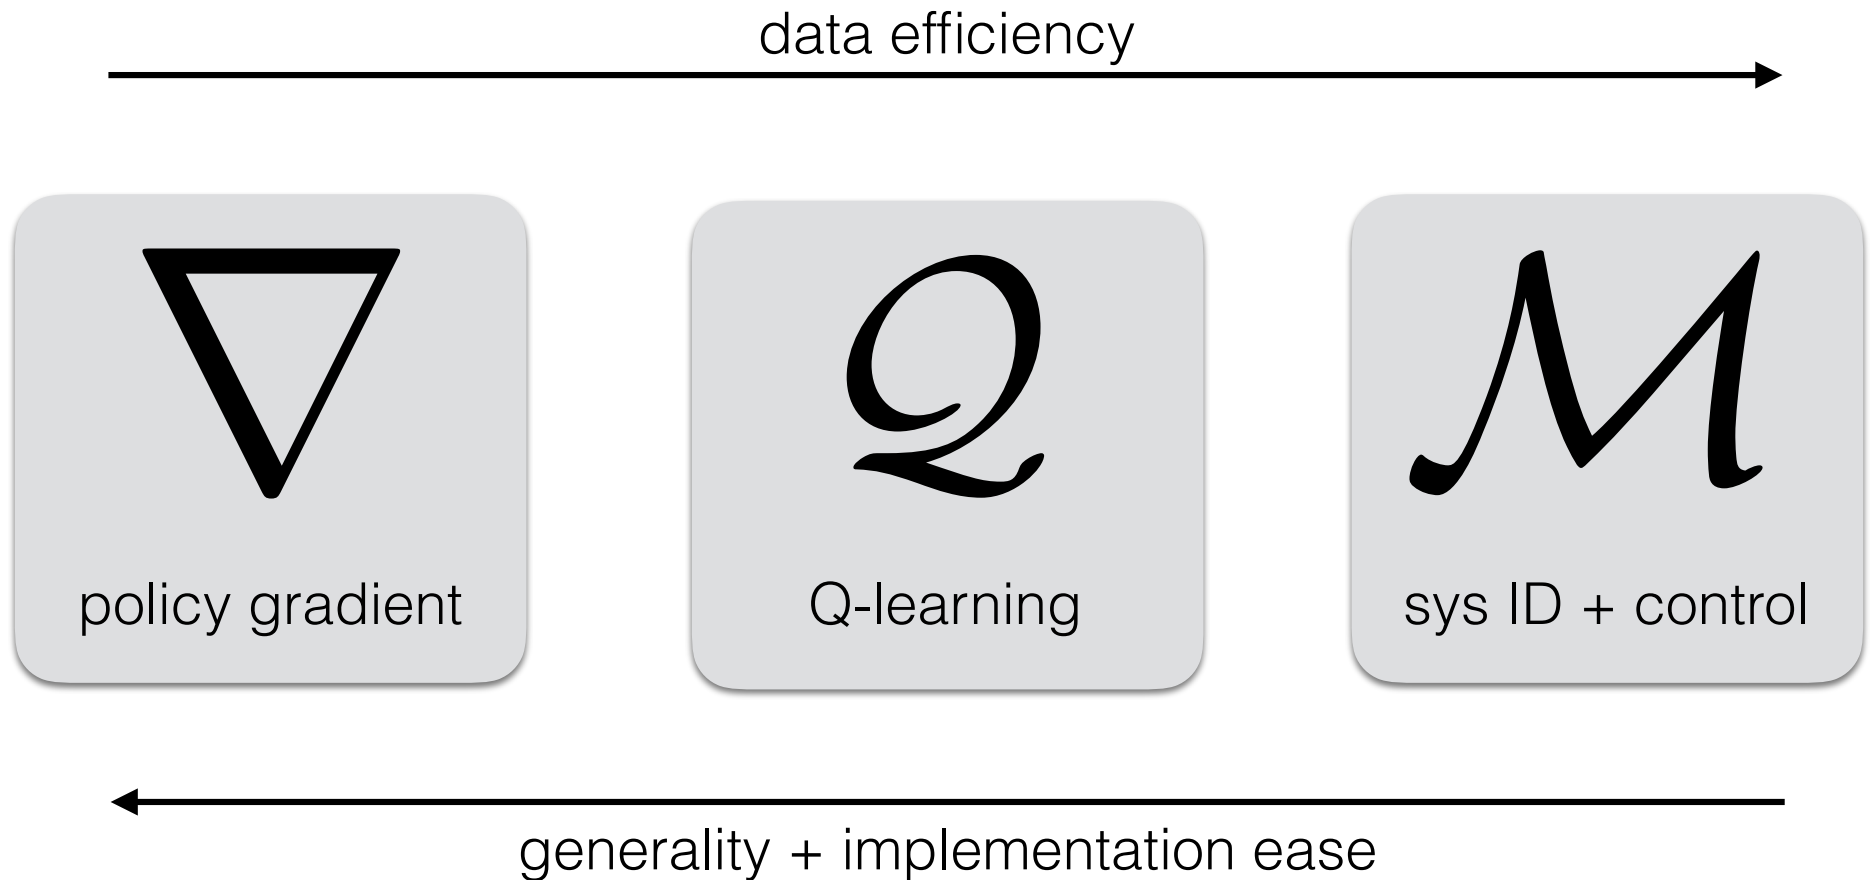 data efficiency
∇
Q
M
policy gradient
Q-learning
sys ID + control
generality + implementation ease